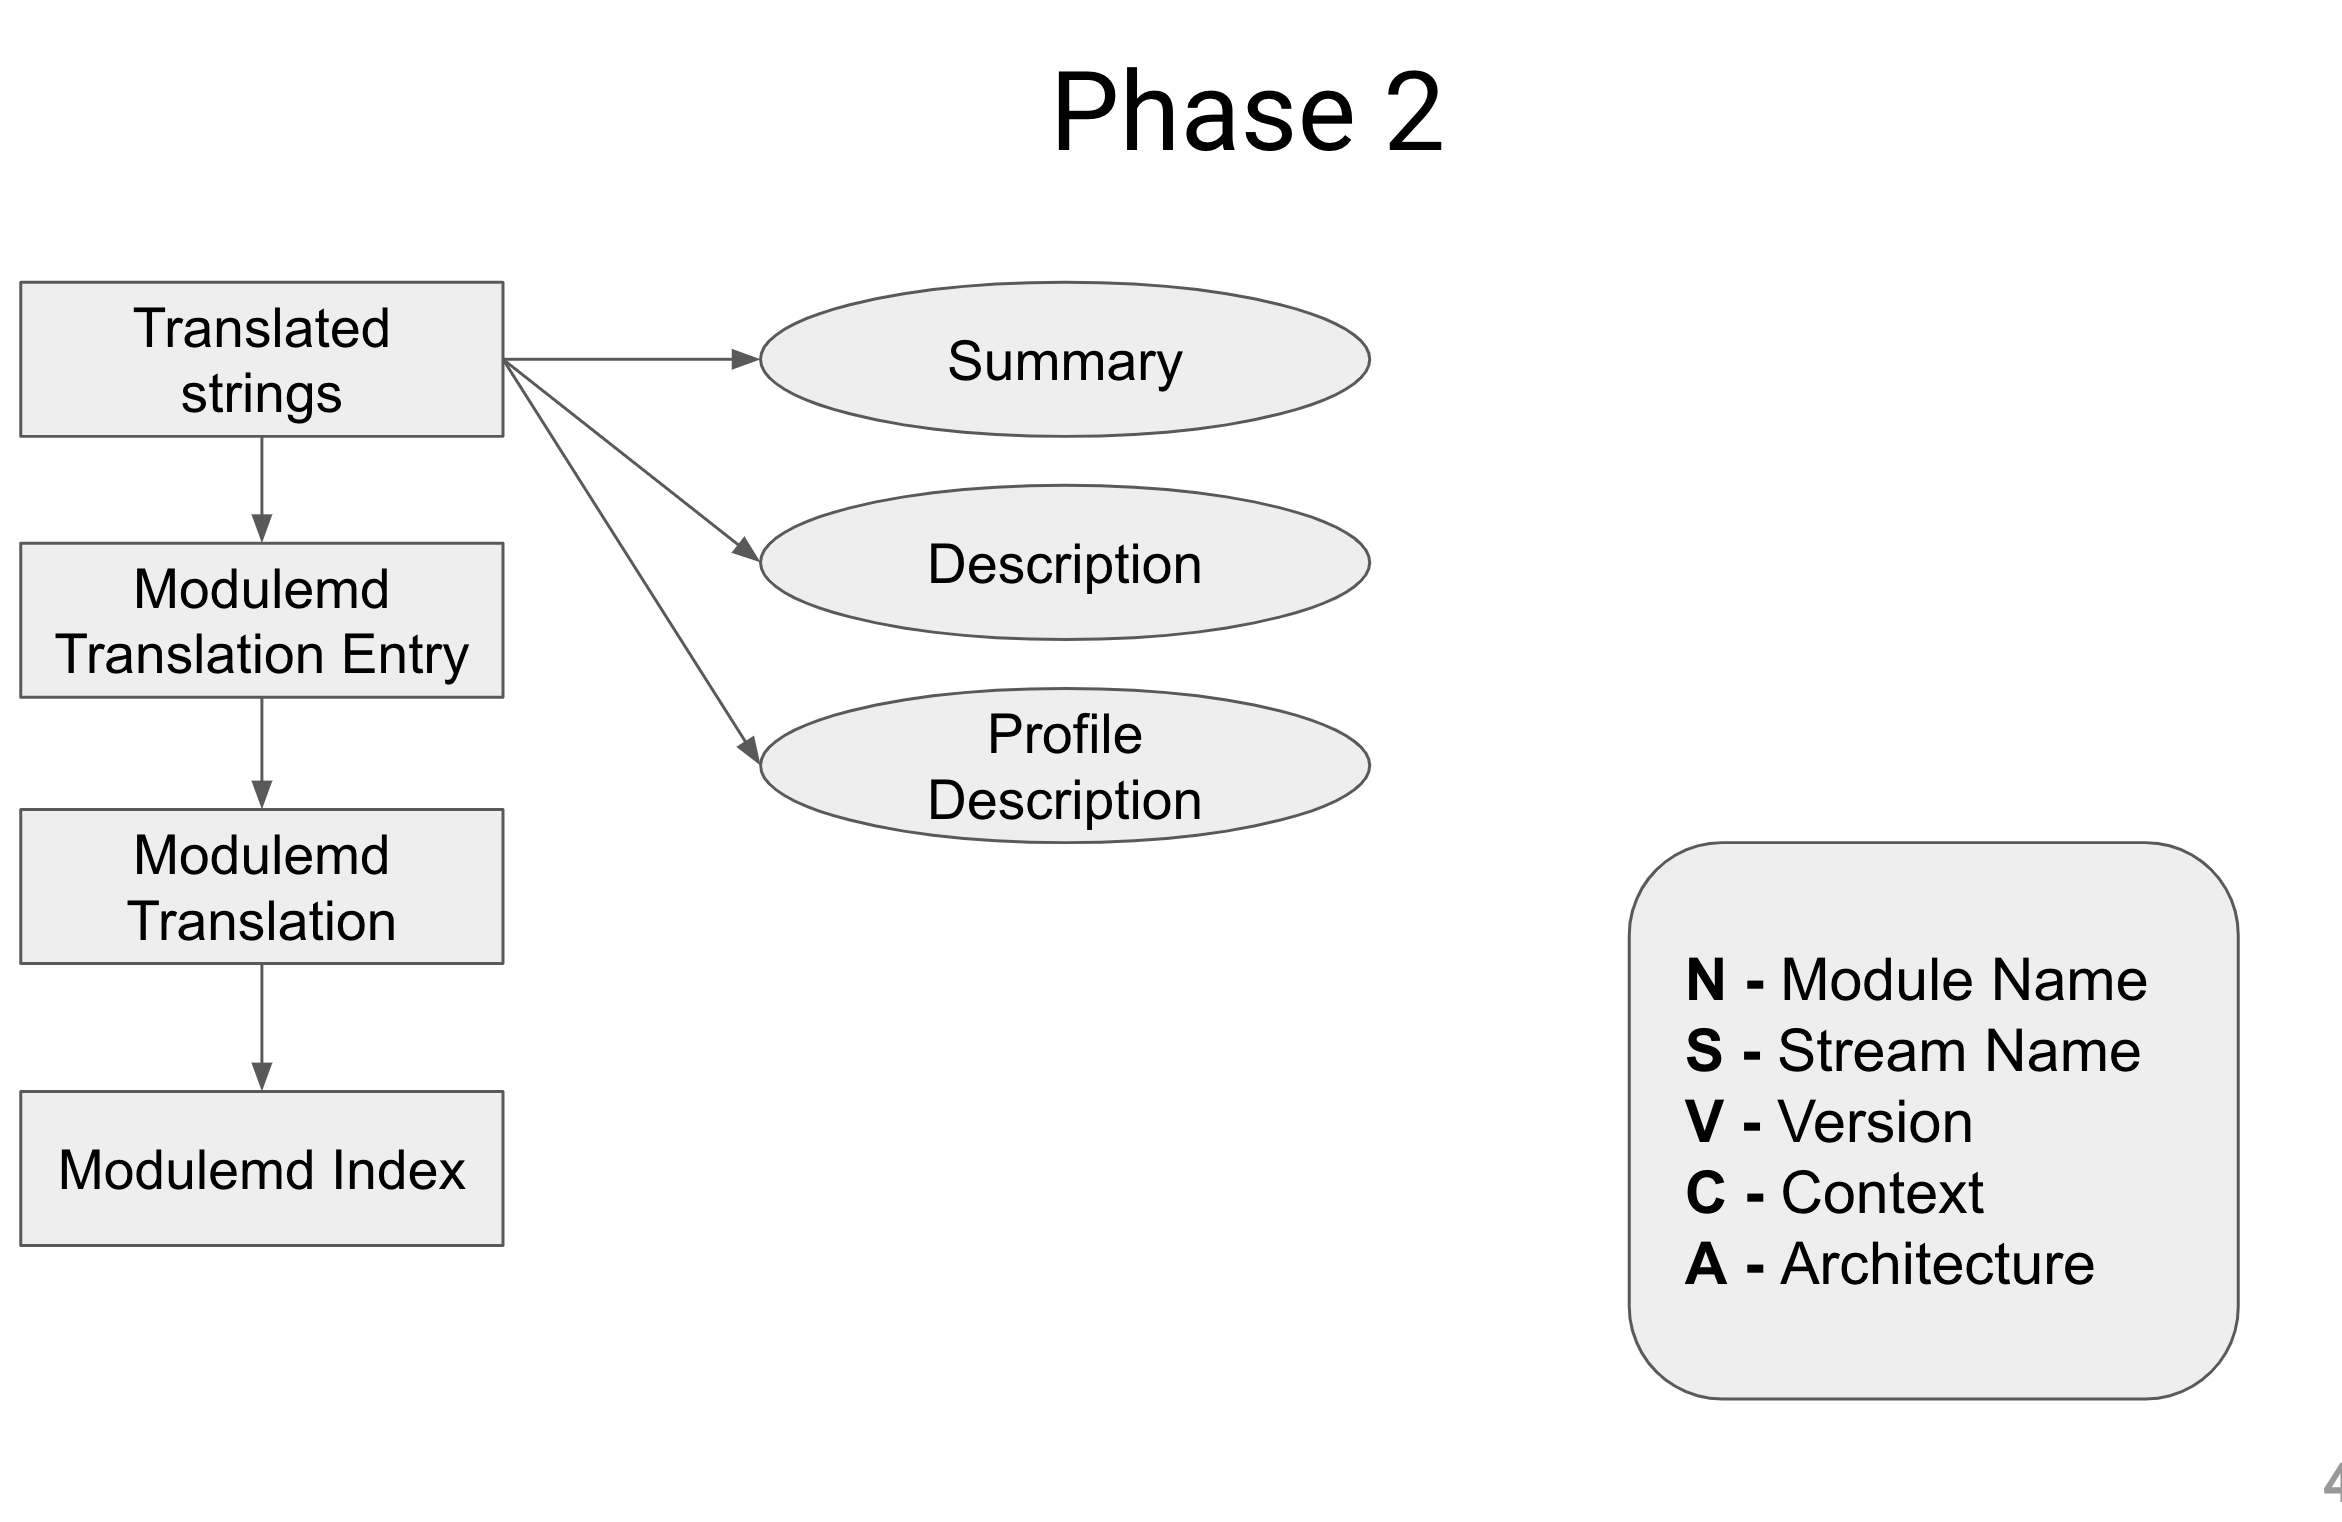 Phase 2
Translated
strings
Summary
Modulemd
Translation Entry
Description
Profile
Description
Modulemd
Translation
Modulemd Index
N - Module Name
S - Stream Name
V - Version
C - Context
A - Architecture